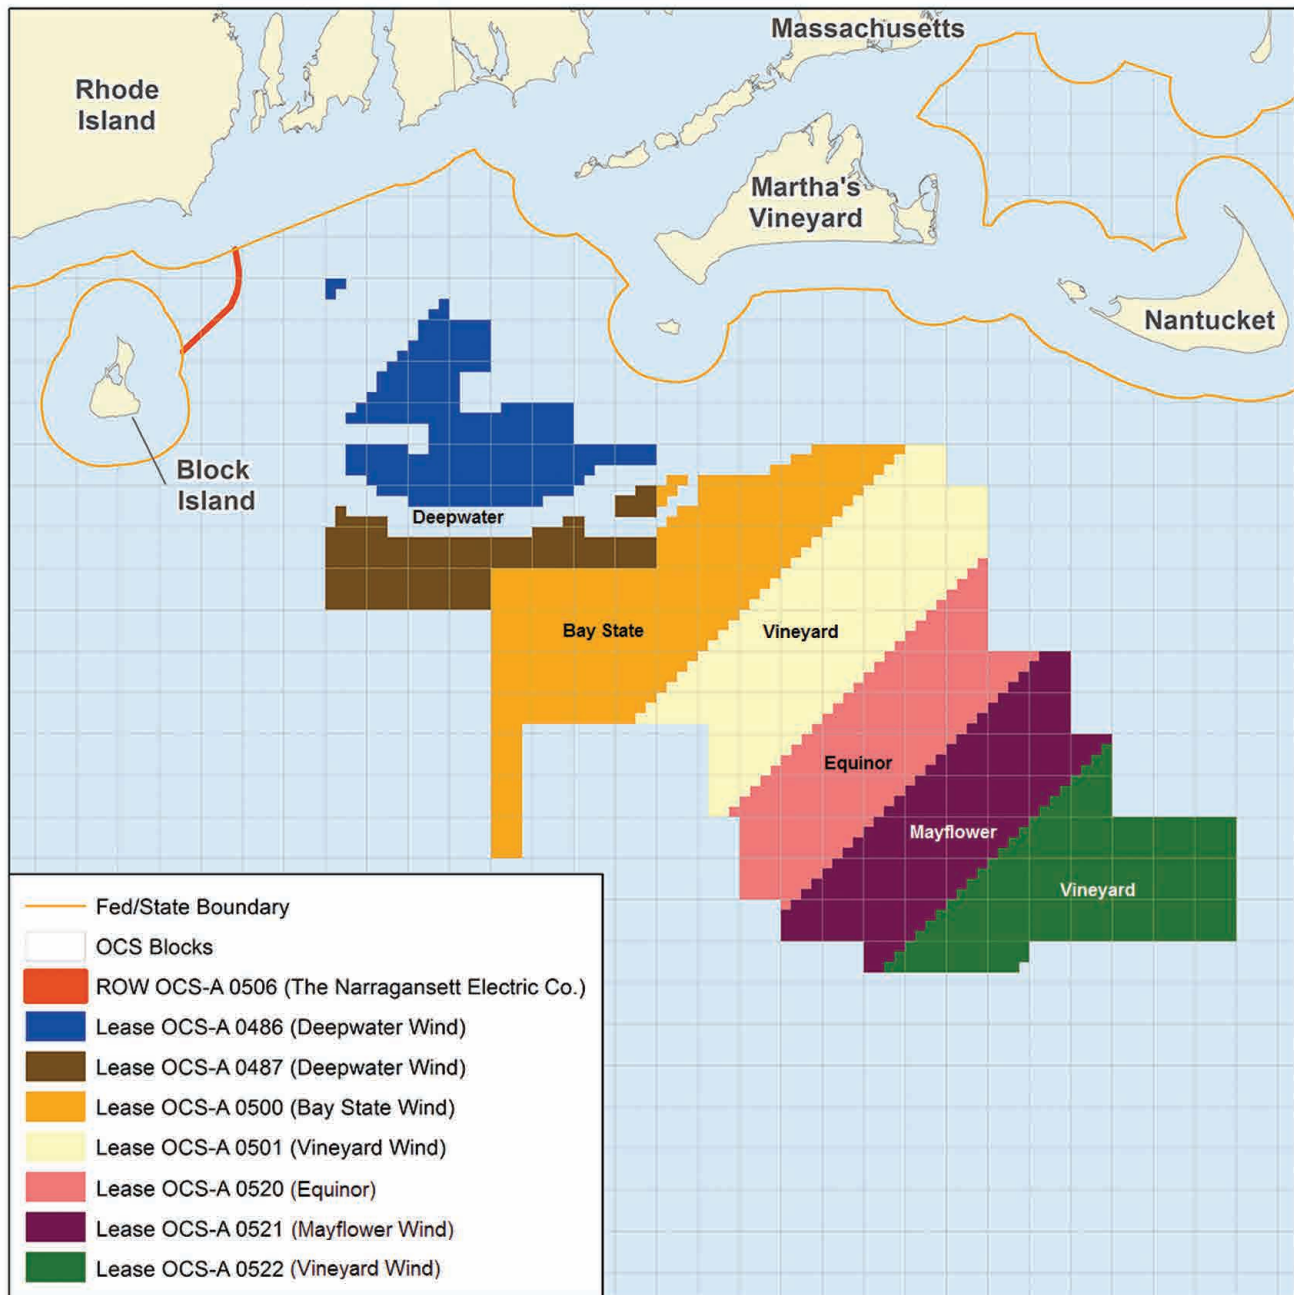 Massachusetts
Rhode
Island
Martha's
Vineyard
Nantucket
Block
Island
Deepwater
Bay State
Vineyard
Equinor
Mayflower
Vineyard
Fed/State Boundary
OCS Blocks
ROW OCS-A 0506 (The Narragansett Electric Co.)
Lease OCS-A 0486 (Deepwater Wind)
Lease OCS-A 0487 (Deepwater Wind)
Lease OCS-A 0500 (Bay State Wind)
Lease OCS-A 0501 (Vineyard Wind)
Lease OCS-A 0520 (Equinor)
Lease OCS-A 0521 (Mayflower Wind)
Lease OCS-A 0522 (Vineyard Wind)